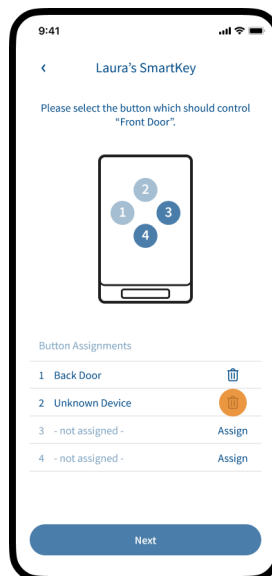 9:41
Laura's SmartKey
Please select the button which should control
"Front Door".
2
1 3
4
Button Assignments
1 Back Door
2 Unknown Device
3 - not assigned - Assign
4 - not assigned - Assign
Next